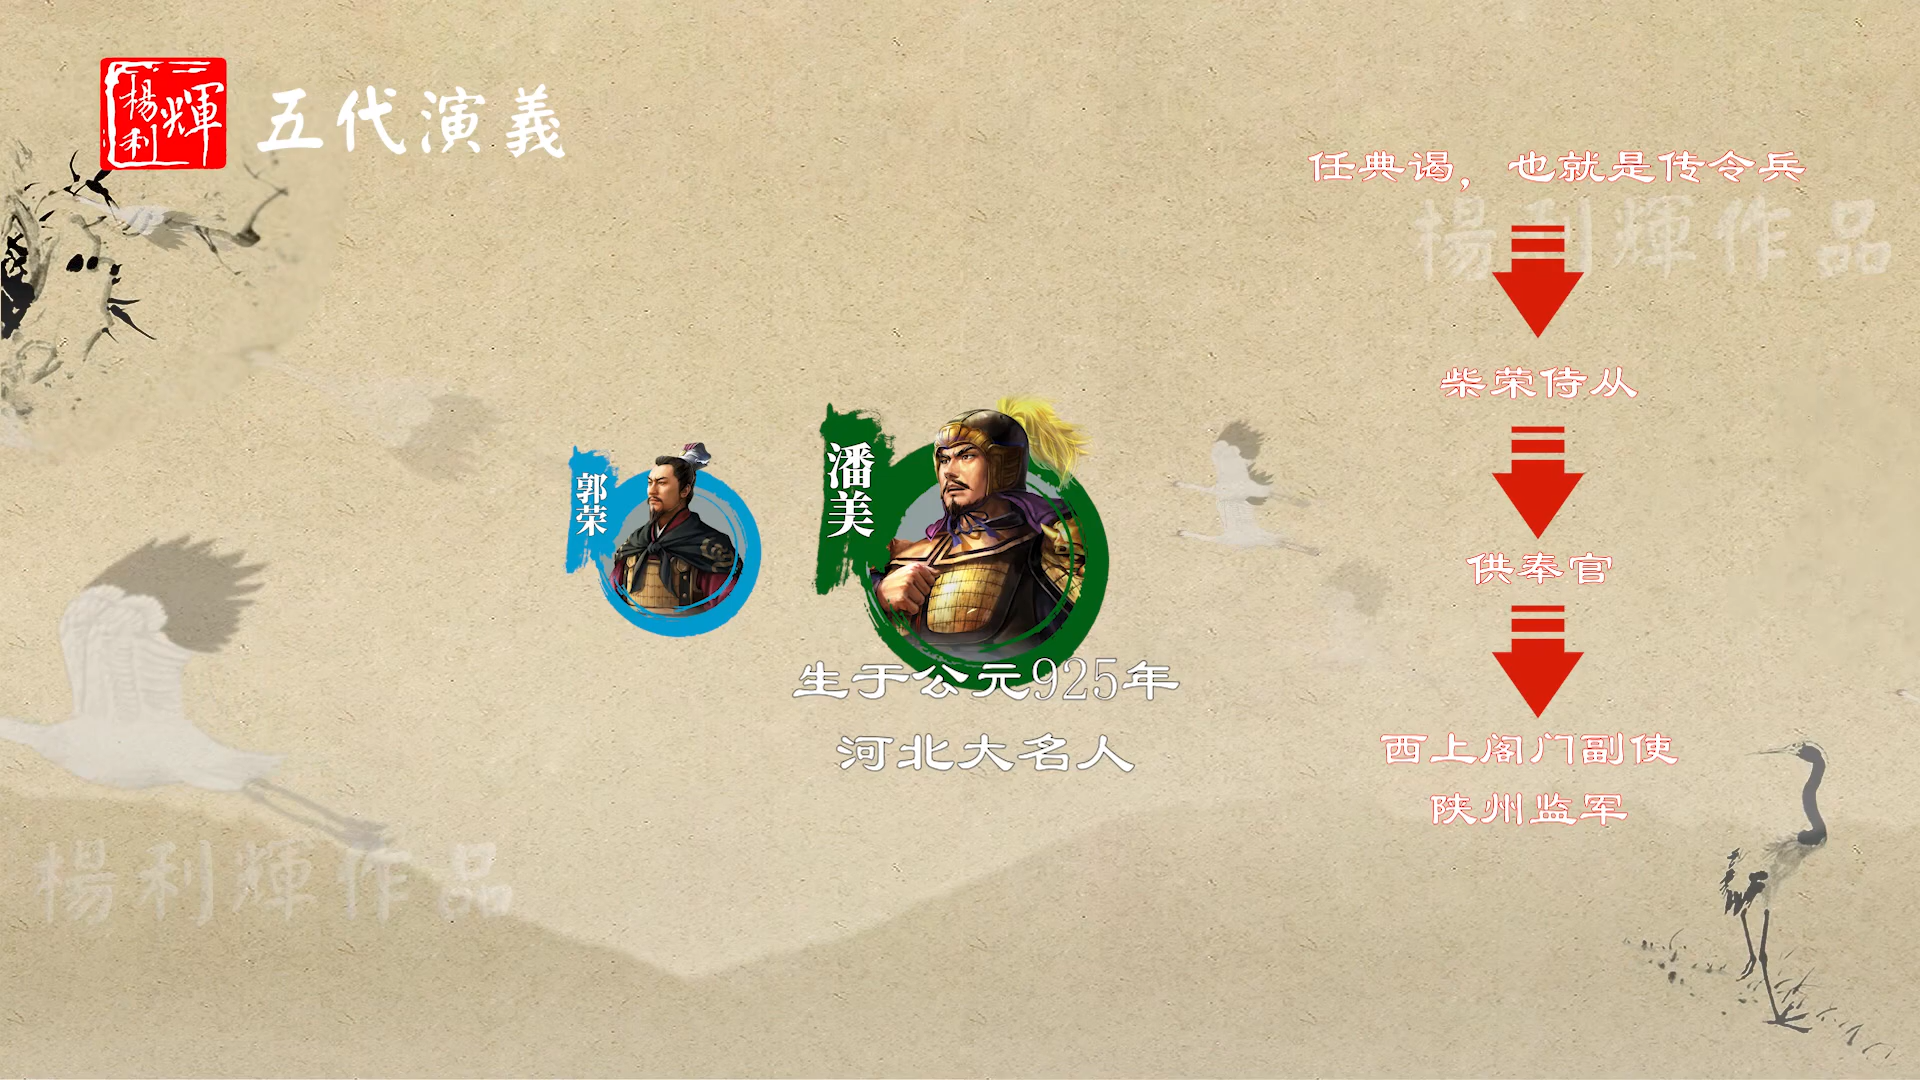 楊利輝
五代演義
任典谒，也就是传令兵
楊利輝作品
柴荣侍从
郭荣
潘美
供奉官
生于公元925年
河北大名人
西上阁门副使
陕州监军
楊利輝作品